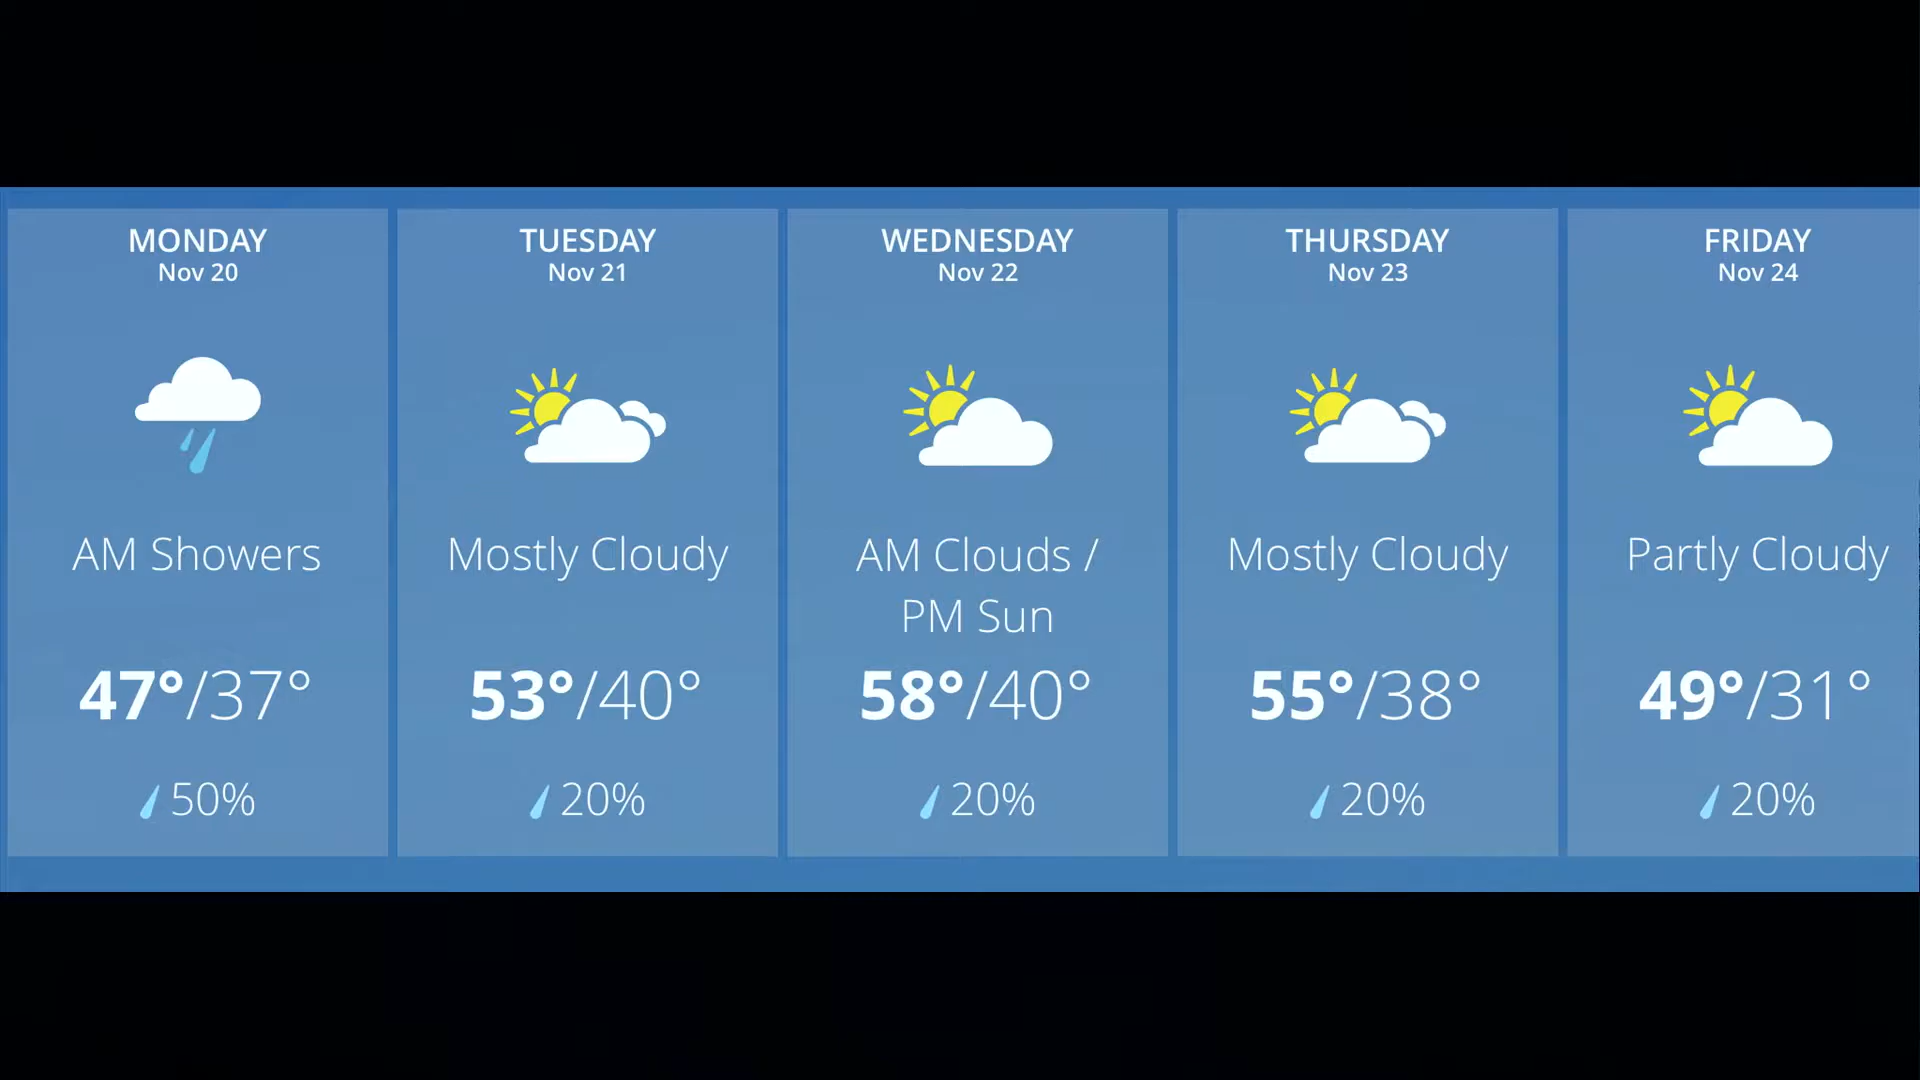 MONDAY
Nov 20
AM Showers
47°/37°
50%
TUESDAY
Nov 21
Mostly Cloudy
53°/40°
20%
WEDNESDAY
Nov 22
AM Clouds /
PM Sun
58°/40°
20%
THURSDAY
Nov 23
Mostly Cloudy
55°/38°
20%
FRIDAY
Nov 24
Partly Cloudy
49°/31°
20%